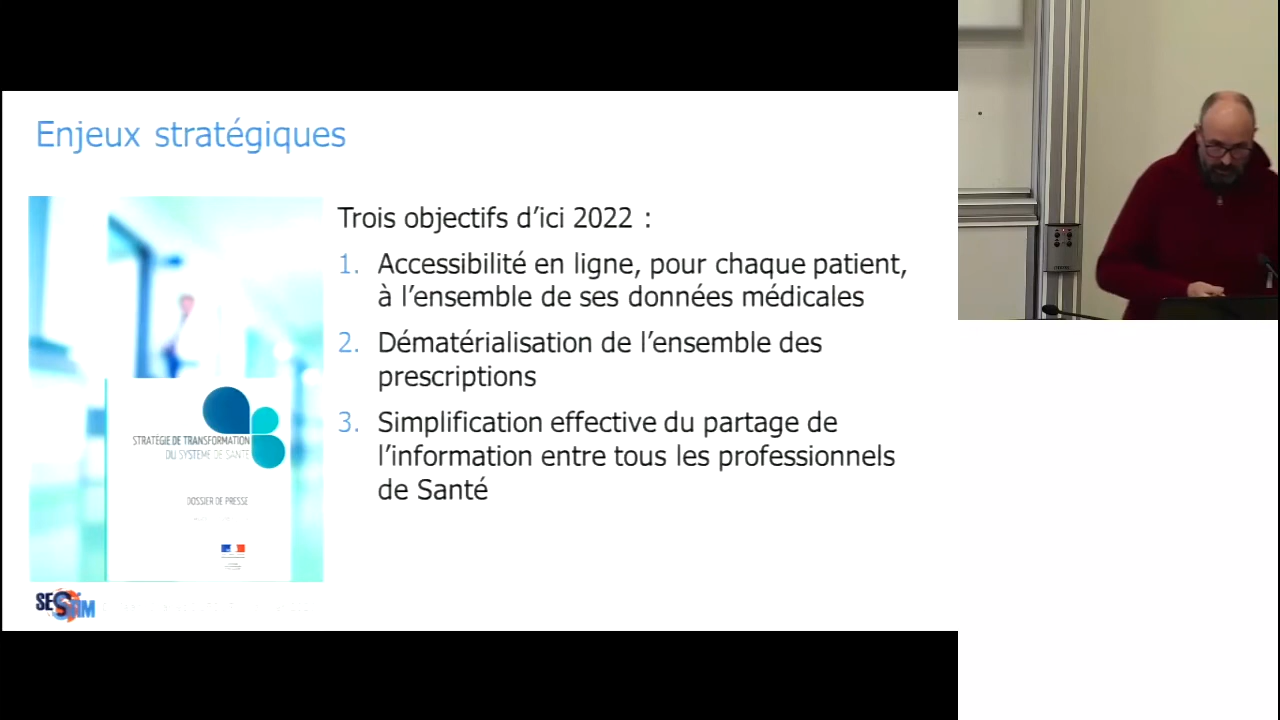 Enjeux stratégiques
Trois objectifs d’ici 2022 :
1. Accessibilité en ligne, pour chaque patient,
à l’ensemble de ses données médicales
2. Dématérialisation de l’ensemble des
prescriptions
3. Simplification effective du partage de
l’information entre tous les professionnels
de Santé
STRATÉGIE DE TRANSFORMATION
DU SYSTÈME DE SANTÉ
DOSSIER DE PRESSE
SESSTIM